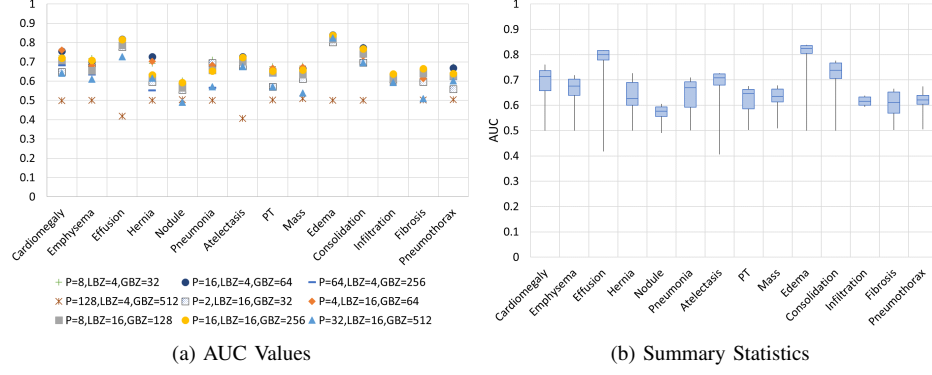 1
0.9
0.8
0.7
0.6
0.5
0.4
0.3
0.2
0.1
0
Cardiomegaly
Emphysema
Effusion
Hernia
Nodule
Pneumonia
Atelectasis
PT
Mass
Edema
Consolidation
Infiltration
Fibrosis
Pneumothorax
P=8,LBZ=4,GBZ=32 P=16,LBZ=4,GBZ=64 P=64,LBZ=4,GBZ=256
P=128,LBZ=4,GBZ=512 P=2,LBZ=16,GBZ=32 P=4,LBZ=16,GBZ=64
P=8,LBZ=16,GBZ=128 P=16,LBZ=16,GBZ=256 P=32,LBZ=16,GBZ=512
(a) AUC Values
AUC
1
0.9
0.8
0.7
0.6
0.5
0.4
0.3
0.2
0.1
0
Cardiomegaly
Emphysema
Effusion
Hernia
Nodule
Pneumonia
Atelectasis
PT
Mass
Edema
Consolidation
Infiltration
Fibrosis
Pneumothorax
(b) Summary Statistics